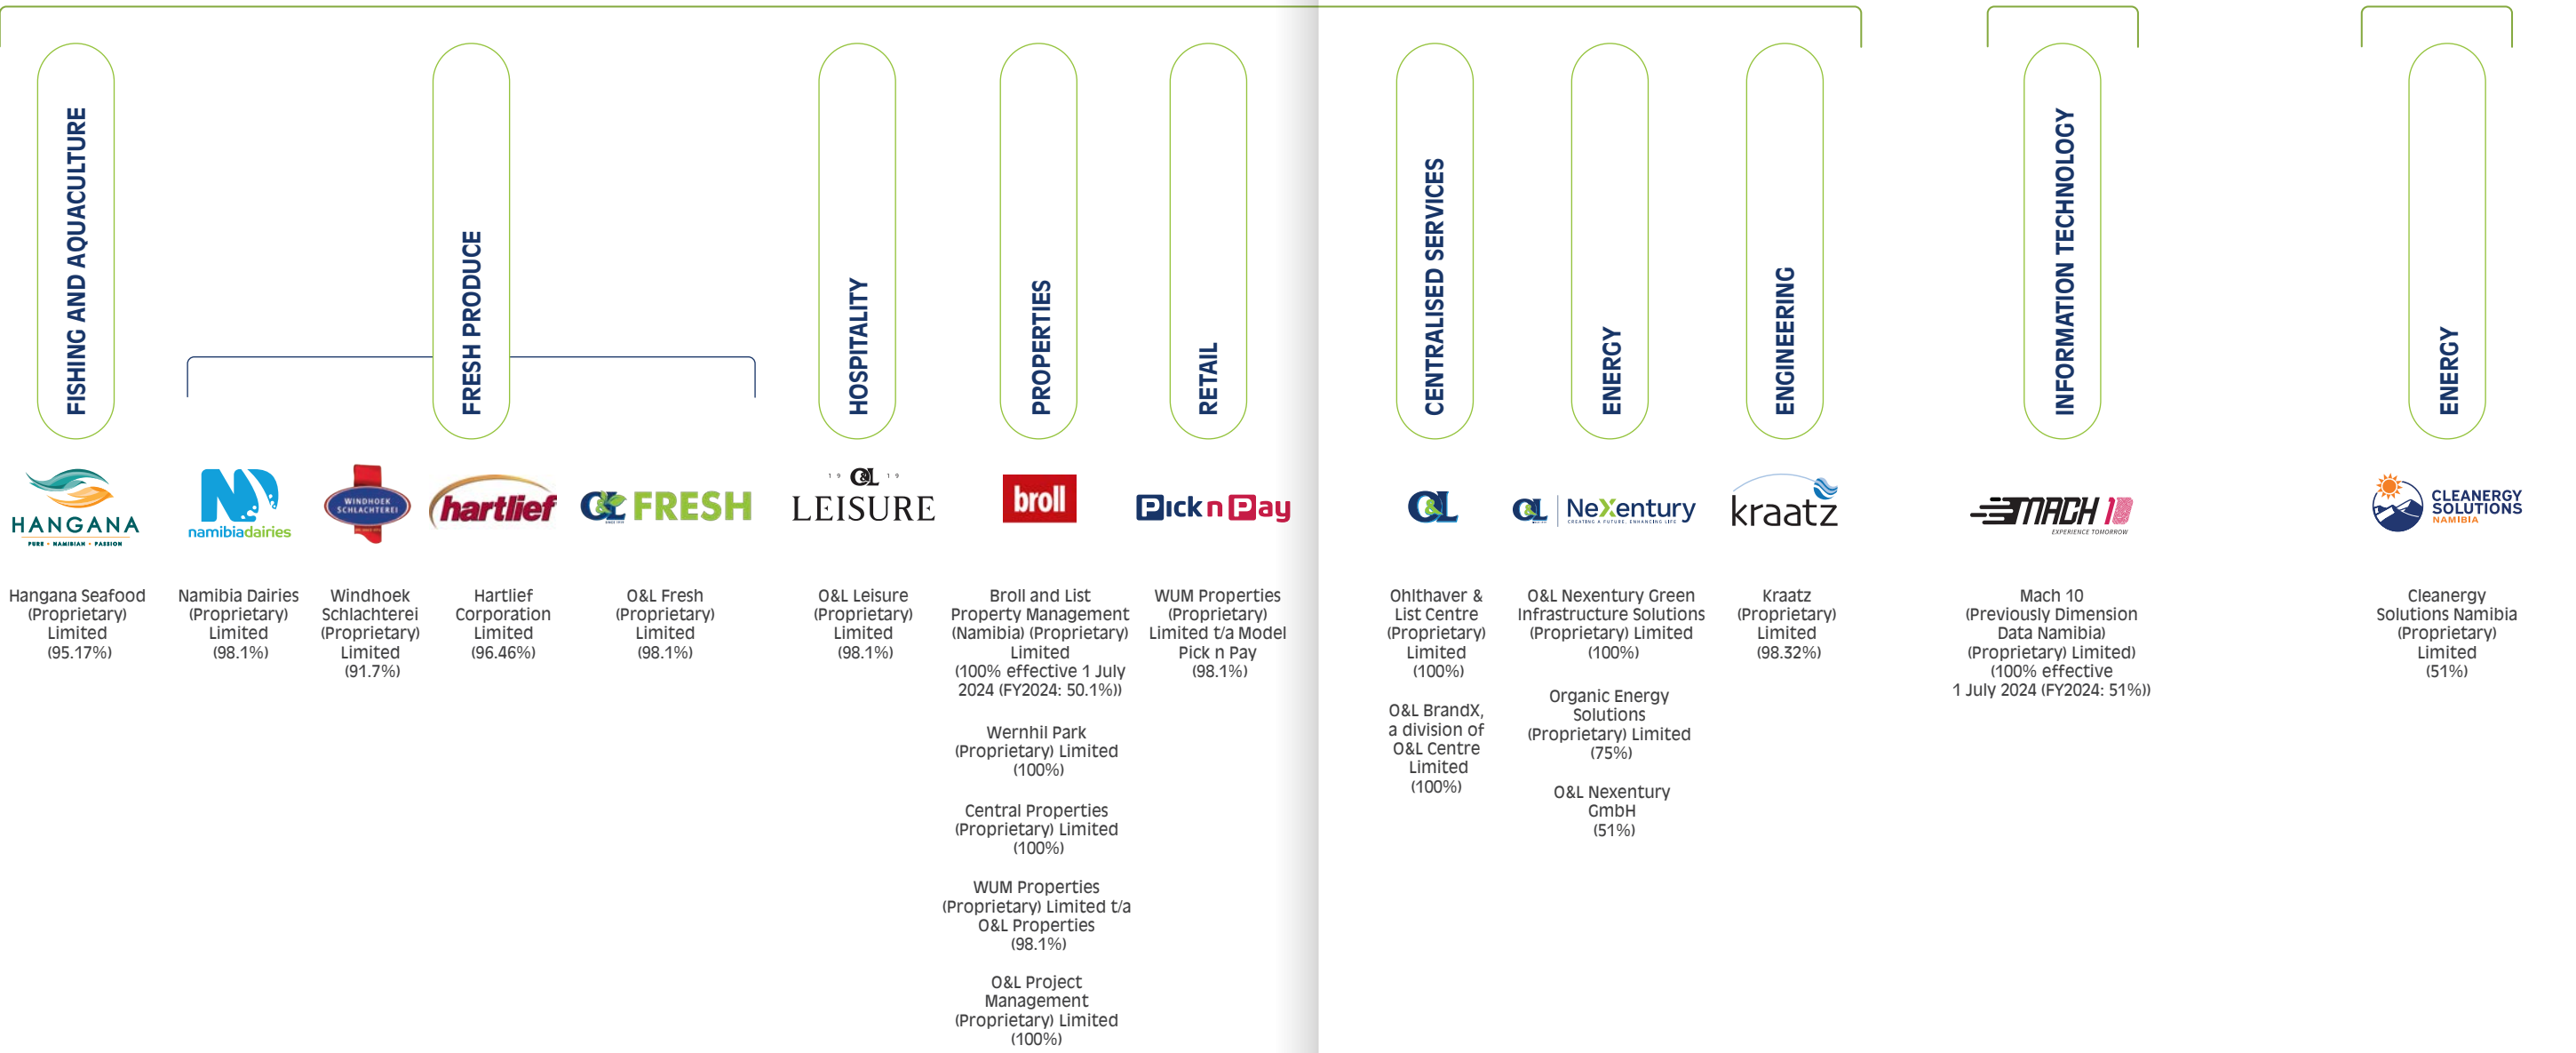 FISHING AND AQUACULTURE
FRESH PRODUCE
HOSPITALITY
PROPERTIES
RETAIL
CENTRALISED SERVICES
ENERGY
ENGINEERING
INFORMATION TECHNOLOGY
ENERGY
HANGANA
PURE • NAMIBIAN • PASSION
Hangana Seafood
(Proprietary)
Limited
(95.17%)
namibiadairies
Namibia Dairies
(Proprietary)
Limited
(98.1%)
WINDHOEK
SCHLACHTEREI
Windhoek
Schlachterei
(Proprietary)
Limited
(91.7%)
hartlief
Hartlief
Corporation
Limited
(96.46%)
O&L FRESH
SINCE 1919
O&L Fresh
(Proprietary)
Limited
(98.1%)
19 O&L 19
LEISURE
O&L Leisure
(Proprietary)
Limited
(98.1%)
broll
Broll and List
Property Management
(Namibia) (Proprietary)
Limited
(100% effective 1 July
2024 (FY2024: 50.1%))
Wernhil Park
(Proprietary) Limited
(100%)
Central Properties
(Proprietary) Limited
(100%)
WUM Properties
(Proprietary) Limited t/a
O&L Properties
(98.1%)
O&L Project
Management
(Proprietary) Limited
(100%)
Pick n Pay
WUM Properties
(Proprietary)
Limited t/a Model
Pick n Pay
(98.1%)
O&L
Ohlthaver &
List Centre
(Proprietary)
Limited
(100%)
O&L BrandX,
a division of
O&L Centre
Limited
(100%)
O&L NeXentury
CREATING A FUTURE, ENHANCING LIFE
O&L Nexentury Green
Infrastructure Solutions
(Proprietary) Limited
(100%)
Organic Energy
Solutions
(Proprietary) Limited
(75%)
O&L Nexentury
GmbH
(51%)
kraatz
Kraatz
(Proprietary)
Limited
(98.32%)
MACH 10
EXPERIENCE TOMORROW
Mach 10
(Previously Dimension
Data Namibia)
(Proprietary) Limited)
(100% effective
1 July 2024 (FY2024: 51%))
CLEANERGY
SOLUTIONS
NAMIBIA
Cleanergy
Solutions Namibia
(Proprietary)
Limited
(51%)